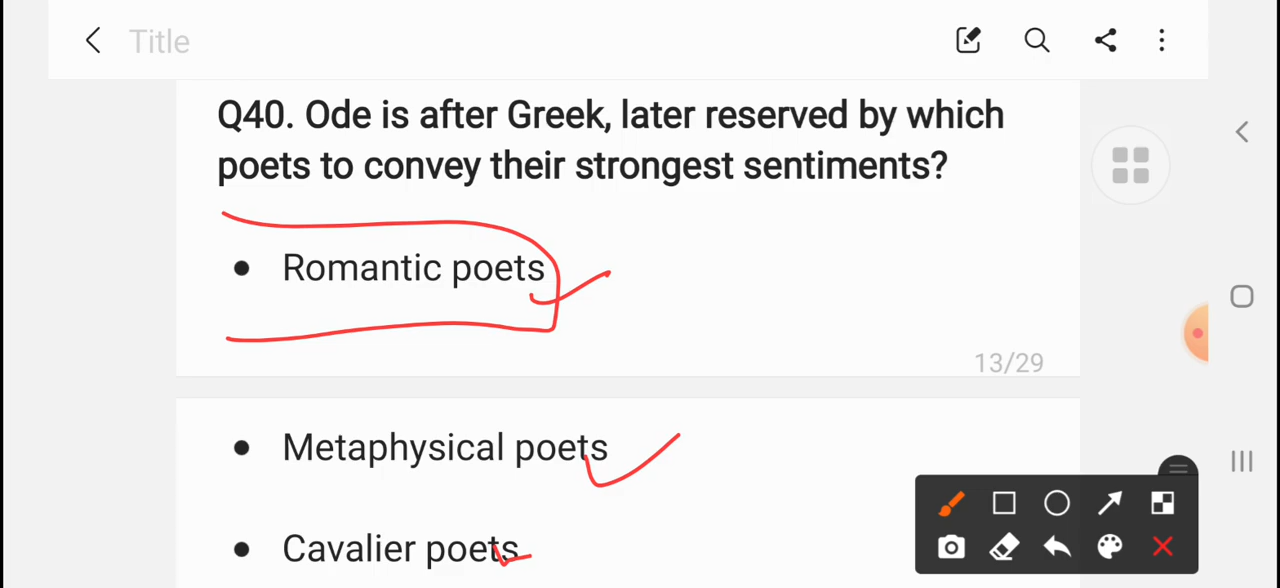 Title
Q40. Ode is after Greek, later reserved by which
poets to convey their strongest sentiments?
• Romantic poets
13/29
• Metaphysical poets
• Cavalier poets